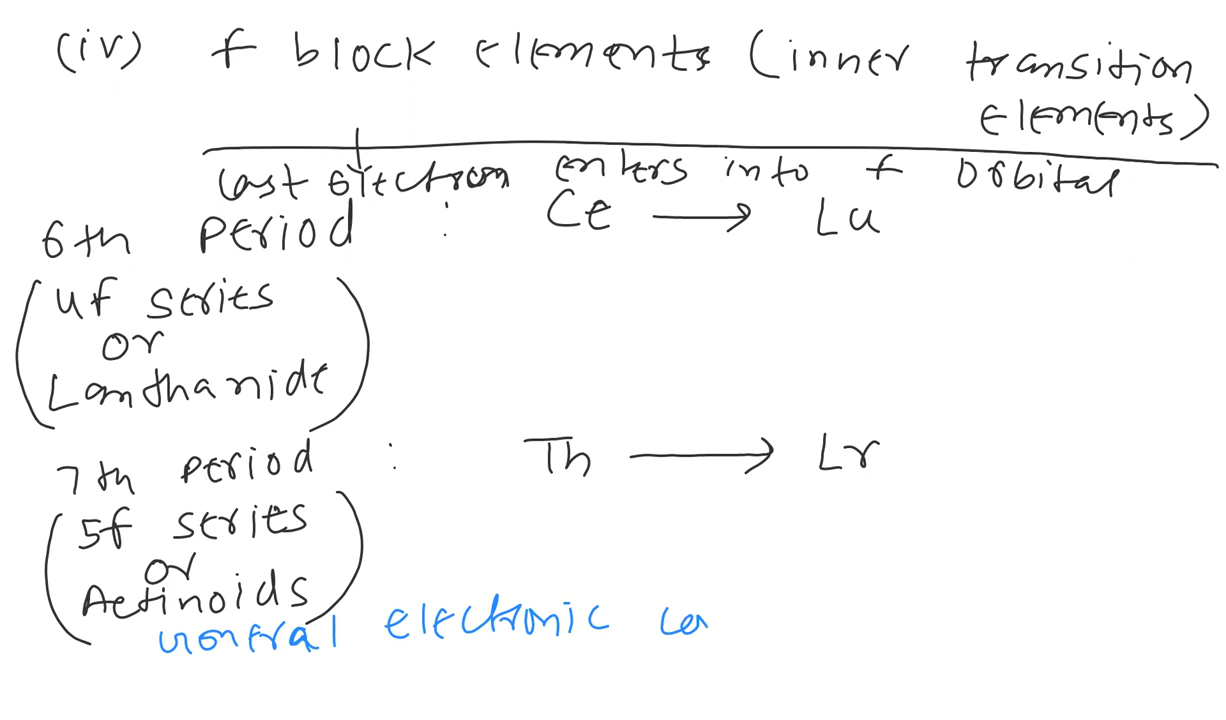 (iv) f block elements (inner transition
elements)
Last electron enters into f orbital
6th period : Ce → Lu
(4f series
or
Lanthanide)
7th period : Th → Lr
(5f series
or
Actinoids)
General electronic co